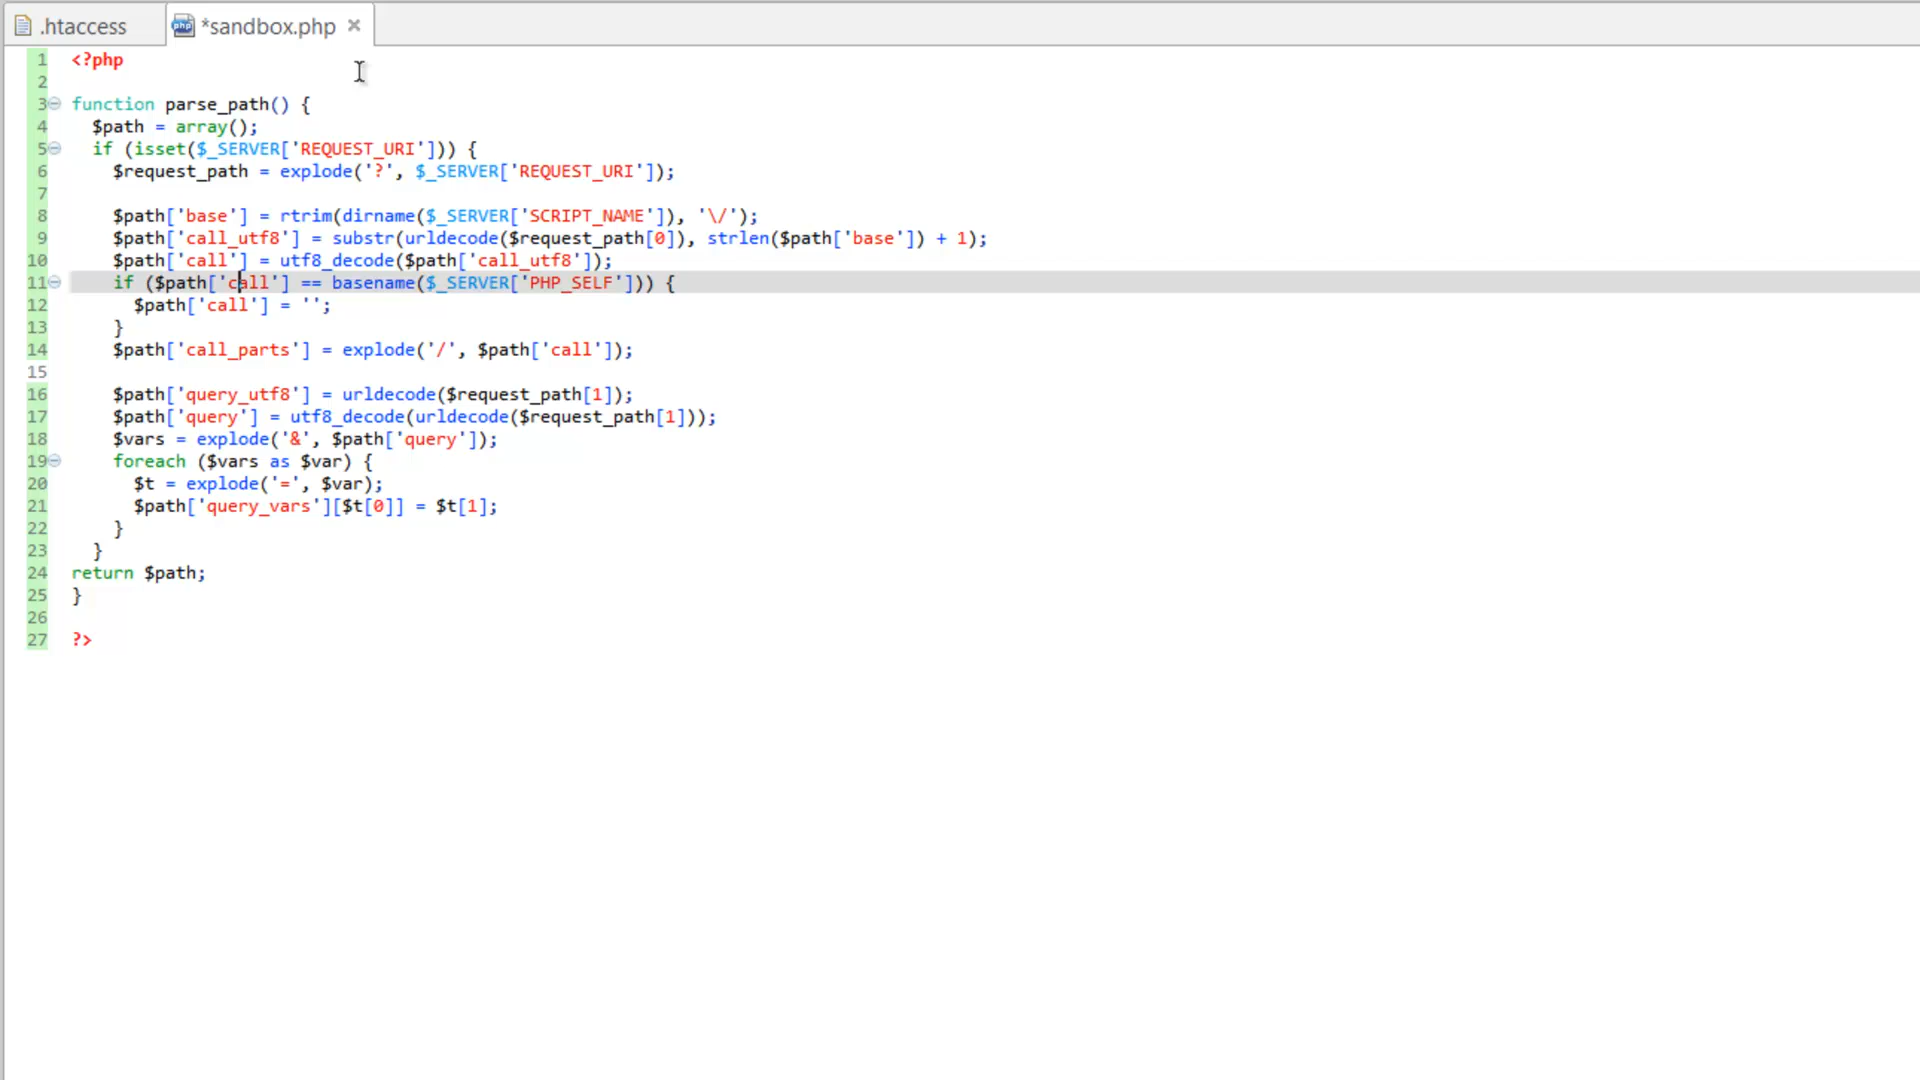 .htaccess
*sandbox.php
1 <?php
2
3 function parse_path() {
4   $path = array();
5   if (isset($_SERVER['REQUEST_URI'])) {
6     $request_path = explode('?', $_SERVER['REQUEST_URI']);
7
8     $path['base'] = rtrim(dirname($_SERVER['SCRIPT_NAME']), '\/');
9     $path['call_utf8'] = substr(urldecode($request_path[0]), strlen($path['base']) + 1);
10     $path['call'] = utf8_decode($path['call_utf8']);
11     if ($path['call'] == basename($_SERVER['PHP_SELF'])) {
12       $path['call'] = '';
13     }
14     $path['call_parts'] = explode('/', $path['call']);
15
16     $path['query_utf8'] = urldecode($request_path[1]);
17     $path['query'] = utf8_decode(urldecode($request_path[1]));
18     $vars = explode('&', $path['query']);
19     foreach ($vars as $var) {
20       $t = explode('=', $var);
21       $path['query_vars'][$t[0]] = $t[1];
22     }
23   }
24 return $path;
25 }
26
27 ?>